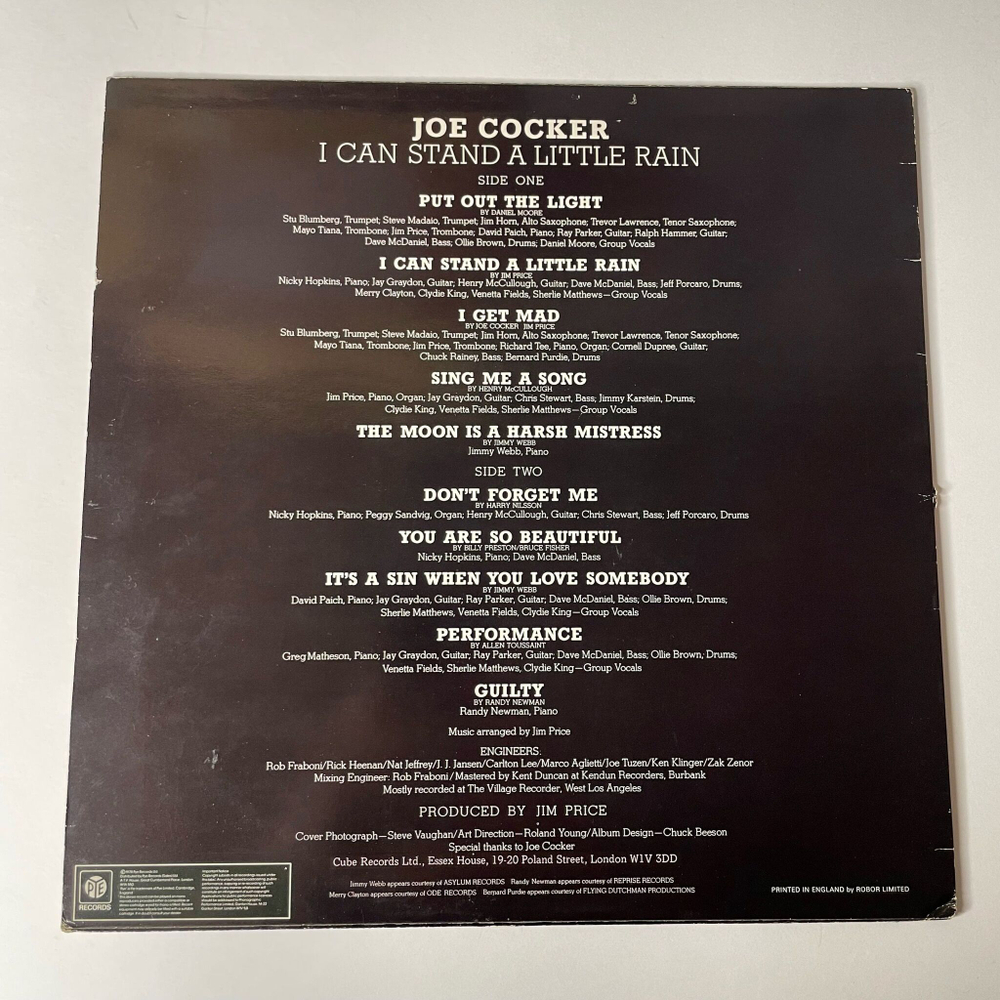 JOE COCKER
I CAN STAND A LITTLE RAIN
SIDE ONE
PUT OUT THE LIGHT
BY DANIEL MOORE
Stu Blumberg, Trumpet; Steve Madaio, Trumpet; Jim Horn, Alto Saxophone; Trevor Lawrence, Tenor Saxophone;
Mayo Tiana, Trombone; Jim Price, Trombone; David Paich, Piano; Ray Parker, Guitar; Ralph Hammer, Guitar;
Dave McDaniel, Bass; Ollie Brown, Drums; Daniel Moore, Group Vocals
I CAN STAND A LITTLE RAIN
BY JIM PRICE
Nicky Hopkins, Piano; Jay Graydon, Guitar; Henry McCullough, Guitar; Dave McDaniel, Bass; Jeff Porcaro, Drums;
Merry Clayton, Clydie King, Venetta Fields, Sherlie Matthews—Group Vocals
I GET MAD
BY JOE COCKER JIM PRICE
Stu Blumberg, Trumpet; Steve Madaio, Trumpet; Jim Horn, Alto Saxophone; Trevor Lawrence, Tenor Saxophone;
Mayo Tiana, Trombone; Jim Price, Trombone; Richard Tee, Piano, Organ; Cornell Dupree, Guitar;
Chuck Rainey, Bass; Bernard Purdie, Drums
SING ME A SONG
BY HENRY McCULLOUGH
Jim Price, Piano, Organ; Jay Graydon, Guitar; Chris Stewart, Bass; Jimmy Karstein, Drums;
Clydie King, Venetta Fields, Sherlie Matthews—Group Vocals
THE MOON IS A HARSH MISTRESS
BY JIMMY WEBB
Jimmy Webb, Piano
SIDE TWO
DON'T FORGET ME
BY HARRY NILSSON
Nicky Hopkins, Piano; Peggy Sandvig, Organ; Henry McCullough, Guitar; Chris Stewart, Bass; Jeff Porcaro, Drums
YOU ARE SO BEAUTIFUL
BY BILLY PRESTON/BRUCE FISHER
Nicky Hopkins, Piano; Dave McDaniel, Bass
IT'S A SIN WHEN YOU LOVE SOMEBODY
BY JIMMY WEBB
David Paich, Piano; Jay Graydon, Guitar; Ray Parker, Guitar; Dave McDaniel, Bass; Ollie Brown, Drums;
Sherlie Matthews, Venetta Fields, Clydie King—Group Vocals
PERFORMANCE
BY ALLEN TOUSSAINT
Greg Matheson, Piano; Jay Graydon, Guitar; Ray Parker, Guitar; Dave McDaniel, Bass; Ollie Brown, Drums;
Venetta Fields, Sherlie Matthews, Clydie King—Group Vocals
GUILTY
BY RANDY NEWMAN
Randy Newman, Piano
Music arranged by Jim Price
ENGINEERS:
Rob Fraboni/Rick Heenan/Nat Jeffrey/J. J. Jansen/Carlton Lee/Marco Aglietti/Joe Tuzen/Ken Klinger/Zak Zenor
Mixing Engineer: Rob Fraboni/Mastered by Kent Duncan at Kendun Recorders, Burbank
Mostly recorded at The Village Recorder, West Los Angeles
PRODUCED BY JIM PRICE
Cover Photograph—Steve Vaughan/Art Direction—Roland Young/Album Design—Chuck Beeson
Special thanks to Joe Cocker
Cube Records Ltd., Essex House, 19-20 Poland Street, London W1V 3DD
Jimmy Webb appears courtesy of ASYLUM RECORDS Randy Newman appears courtesy of REPRISE RECORDS
Merry Clayton appears courtesy of ODE RECORDS Bernard Purdie appears courtesy of FLYING DUTCHMAN PRODUCTIONS
PRINTED IN ENGLAND by ROBOR LIMITED
PYE
RECORDS
Important Notice